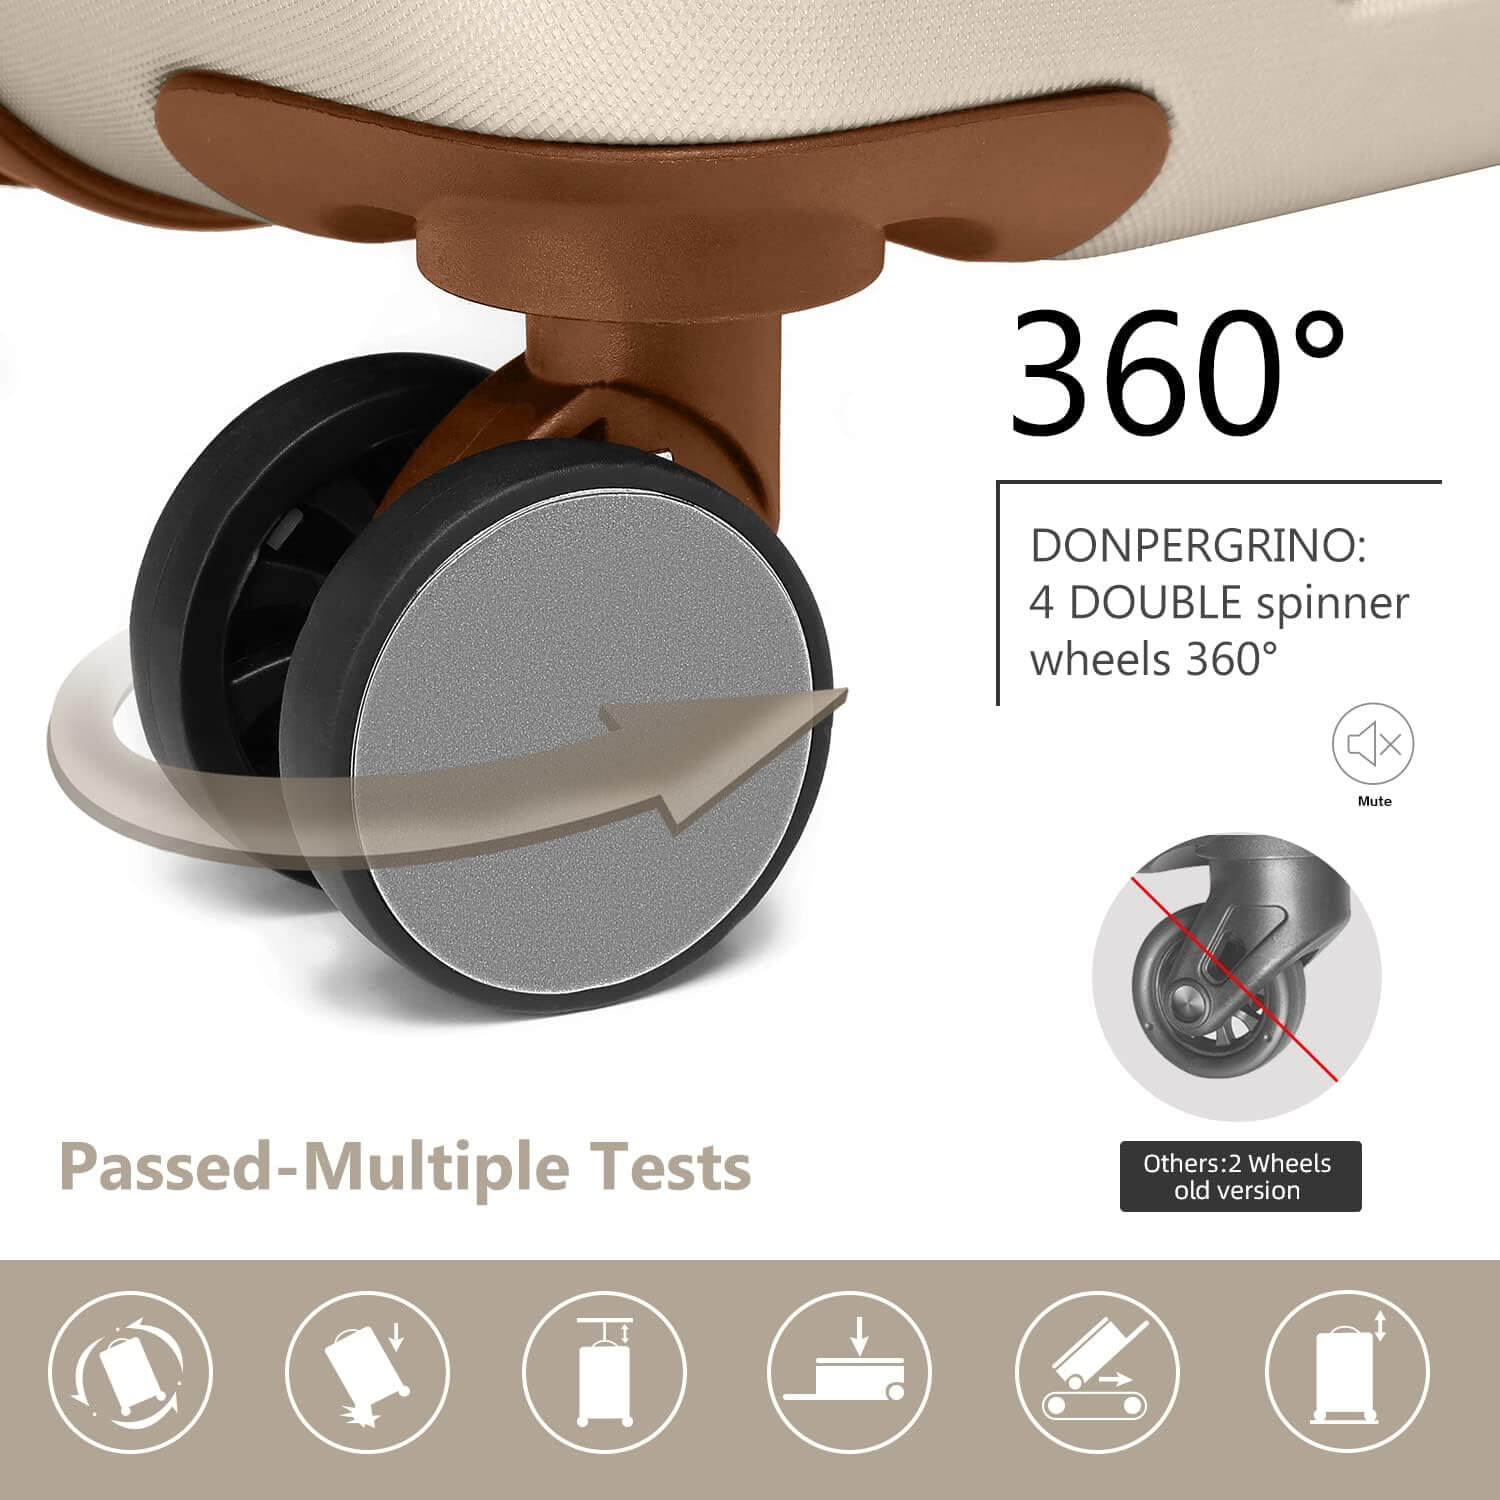 360°
DONPERGRINO:
4 DOUBLE spinner
wheels 360°
Mute
Others:2 Wheels
old version
Passed-Multiple Tests